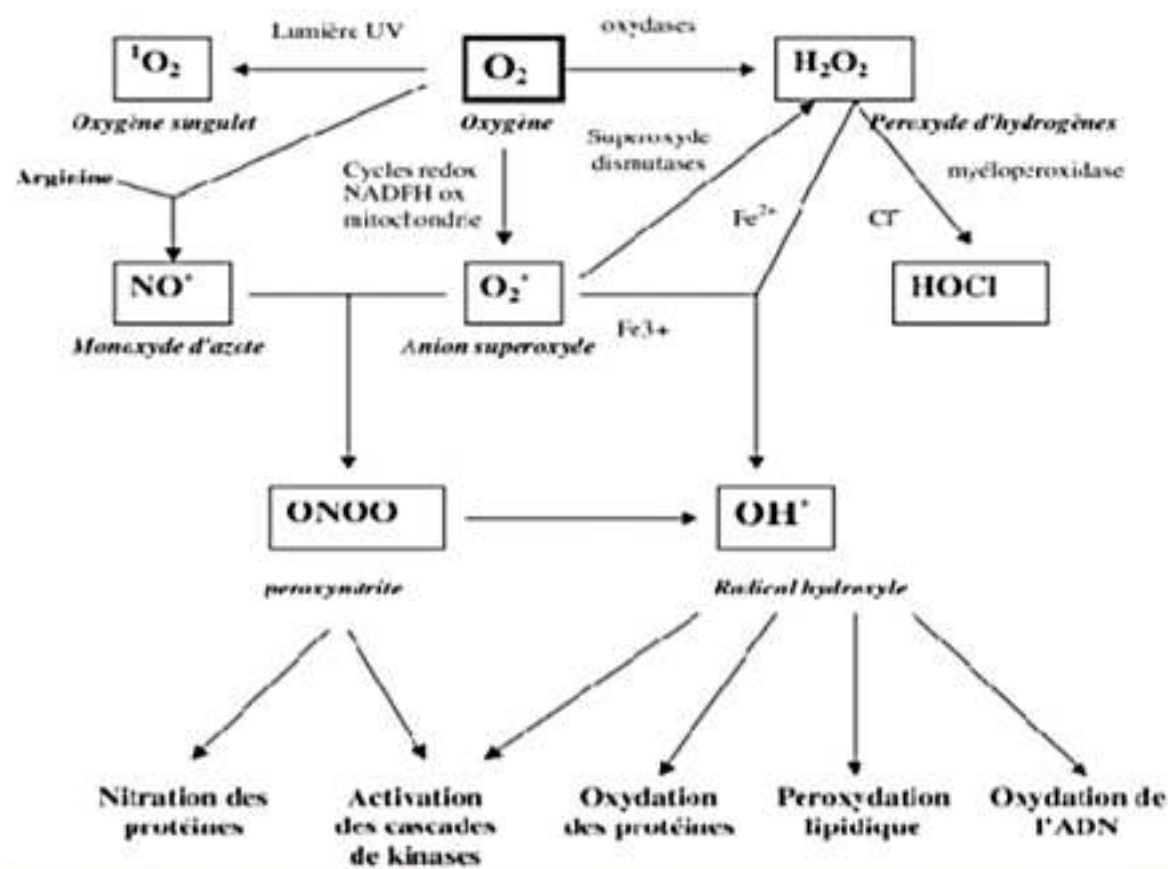 Lumière UV
oxydases
¹O₂
O₂
H₂O₂
Oxygène singulet
Oxygène
Peroxyde d'hydrogènes
Superoxyde
dismutases
Arginine
Cycles redox
NADFH ox
mitochondrie
myéloperoxidase
Fe²⁺
Cl⁻
NO•
O₂•
HOCl
Monoxyde d'azote
Anion superoxyde
Fe3+
ONOO
OH•
peroxynitrite
Radical hydroxyle
Nitration des
protéines
Activation
des cascades
de kinases
Oxydation
des protéines
Peroxydation
lipidique
Oxydation de
l'ADN